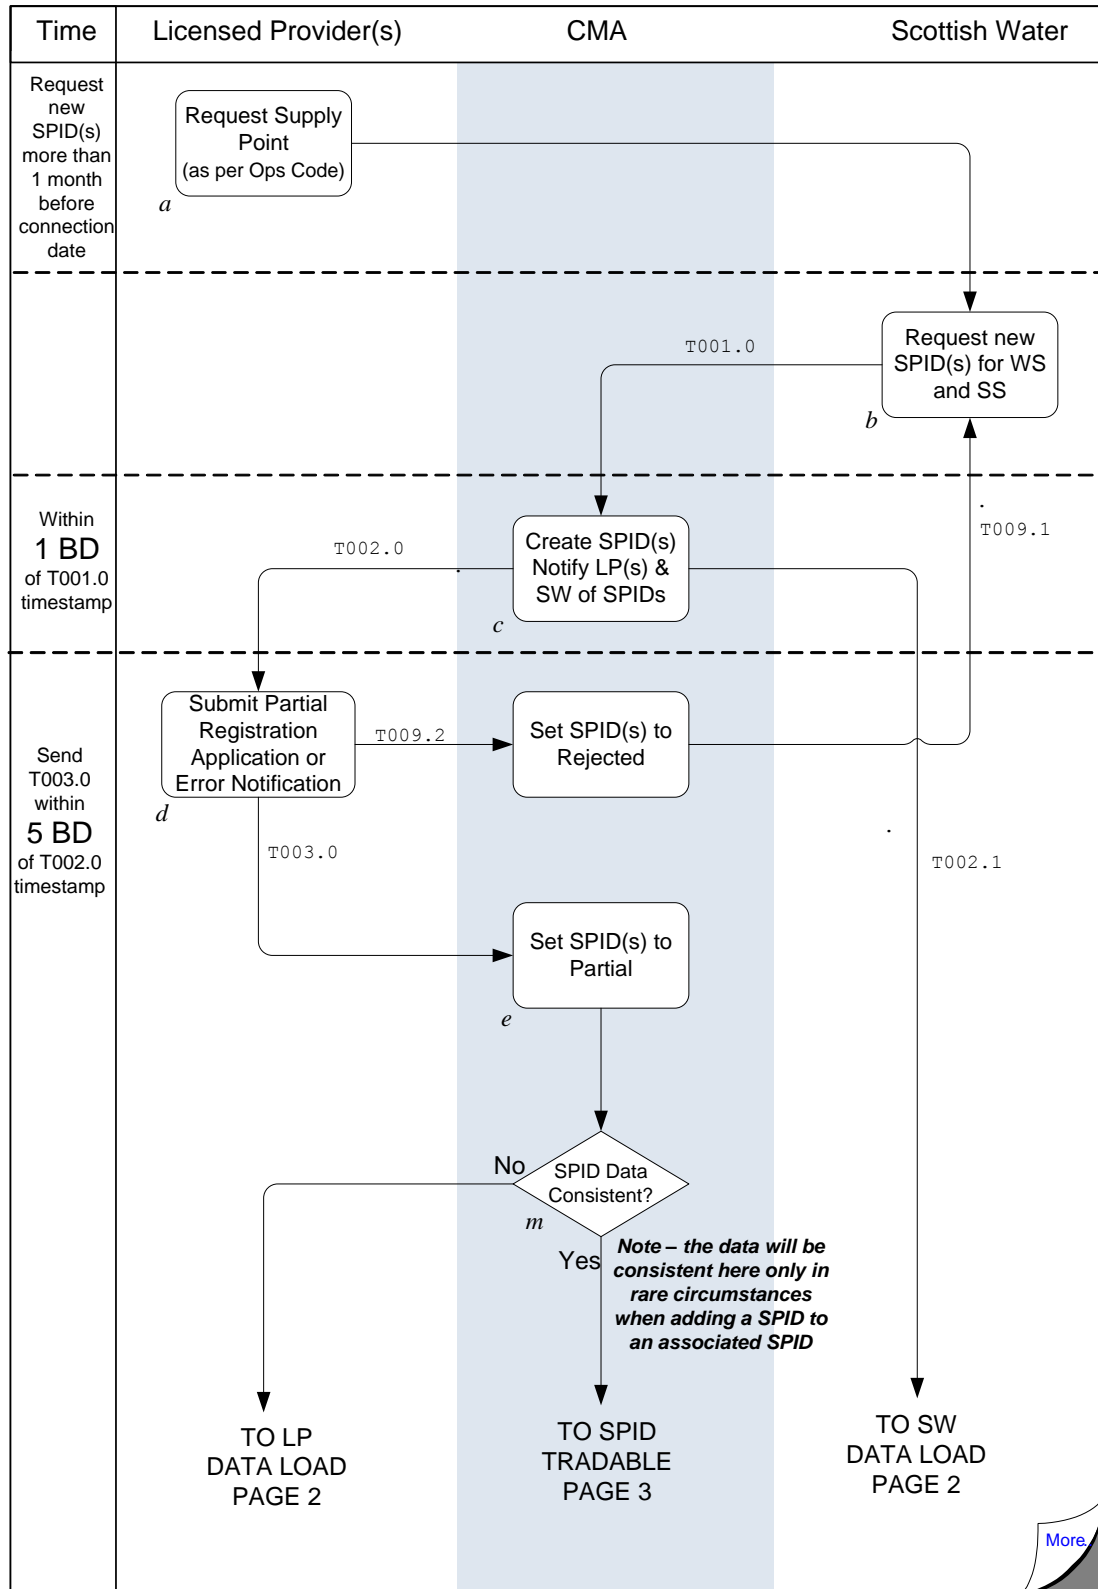 Time
Licensed Provider(s)
CMA
Scottish Water
Request
new
SPID(s)
more than
1 month
before
connection
date
Request Supply
Point
(as per Ops Code)
a
Request new
SPID(s) for WS
and SS
b
T001.0
T009.1
Within
1 BD
of T001.0
timestamp
T002.0
Create SPID(s)
Notify LP(s) &
SW of SPIDs
c
Send
T003.0
within
5 BD
of T002.0
timestamp
Submit Partial
Registration
Application or
Error Notification
d
T009.2
Set SPID(s) to
Rejected
T003.0
T002.1
Set SPID(s) to
Partial
e
No
SPID Data
Consistent?
m
Yes
Note – the data will be
consistent here only in
rare circumstances
when adding a SPID to
an associated SPID
TO LP
DATA LOAD
PAGE 2
TO SPID
TRADABLE
PAGE 3
TO SW
DATA LOAD
PAGE 2
More.